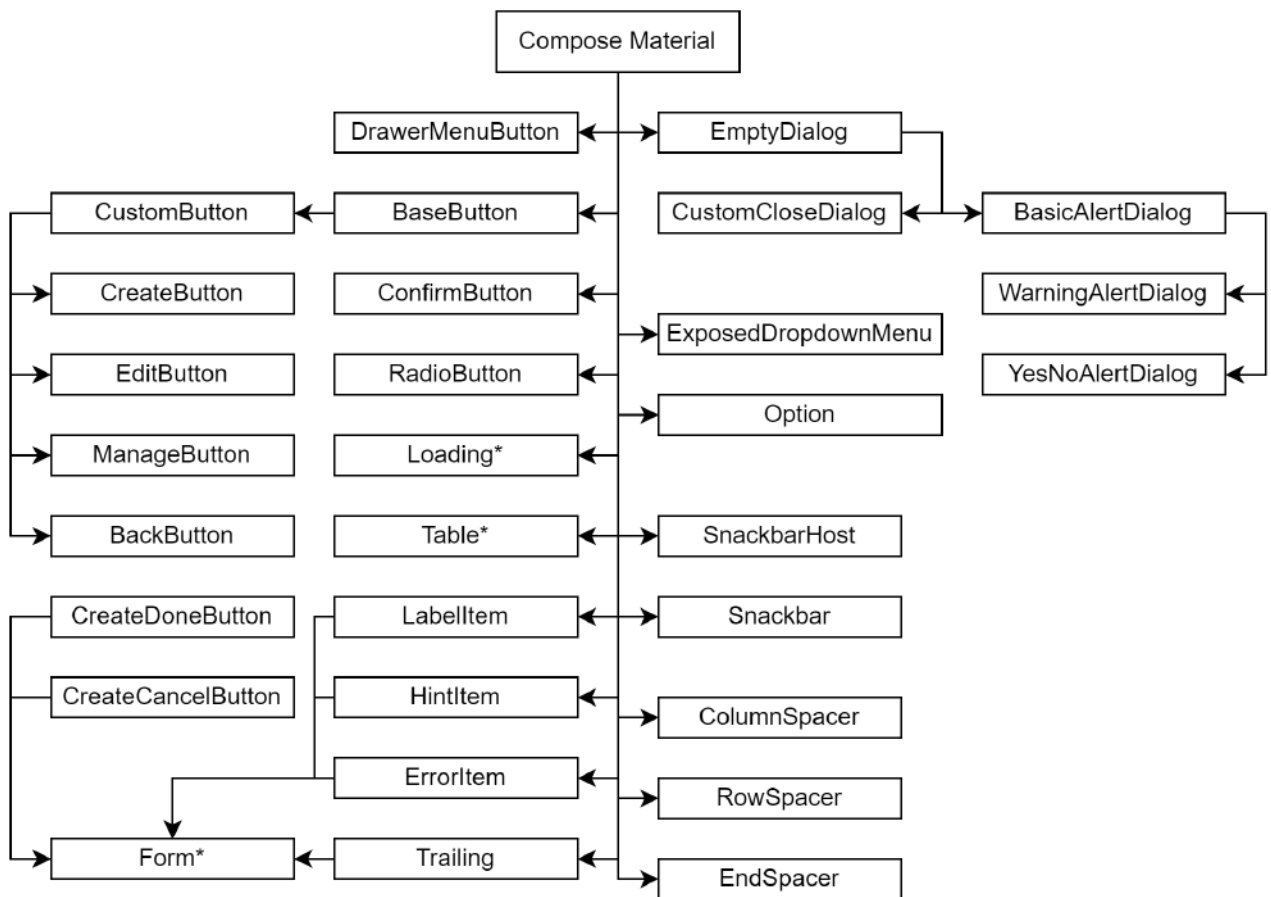 Compose Material
DrawerMenuButton
EmptyDialog
CustomButton
BaseButton
CustomCloseDialog
BasicAlertDialog
CreateButton
ConfirmButton
WarningAlertDialog
ExposedDropdownMenu
EditButton
RadioButton
YesNoAlertDialog
Option
ManageButton
Loading*
BackButton
Table*
SnackbarHost
CreateDoneButton
LabelItem
Snackbar
CreateCancelButton
HintItem
ColumnSpacer
ErrorItem
RowSpacer
Form*
Trailing
EndSpacer